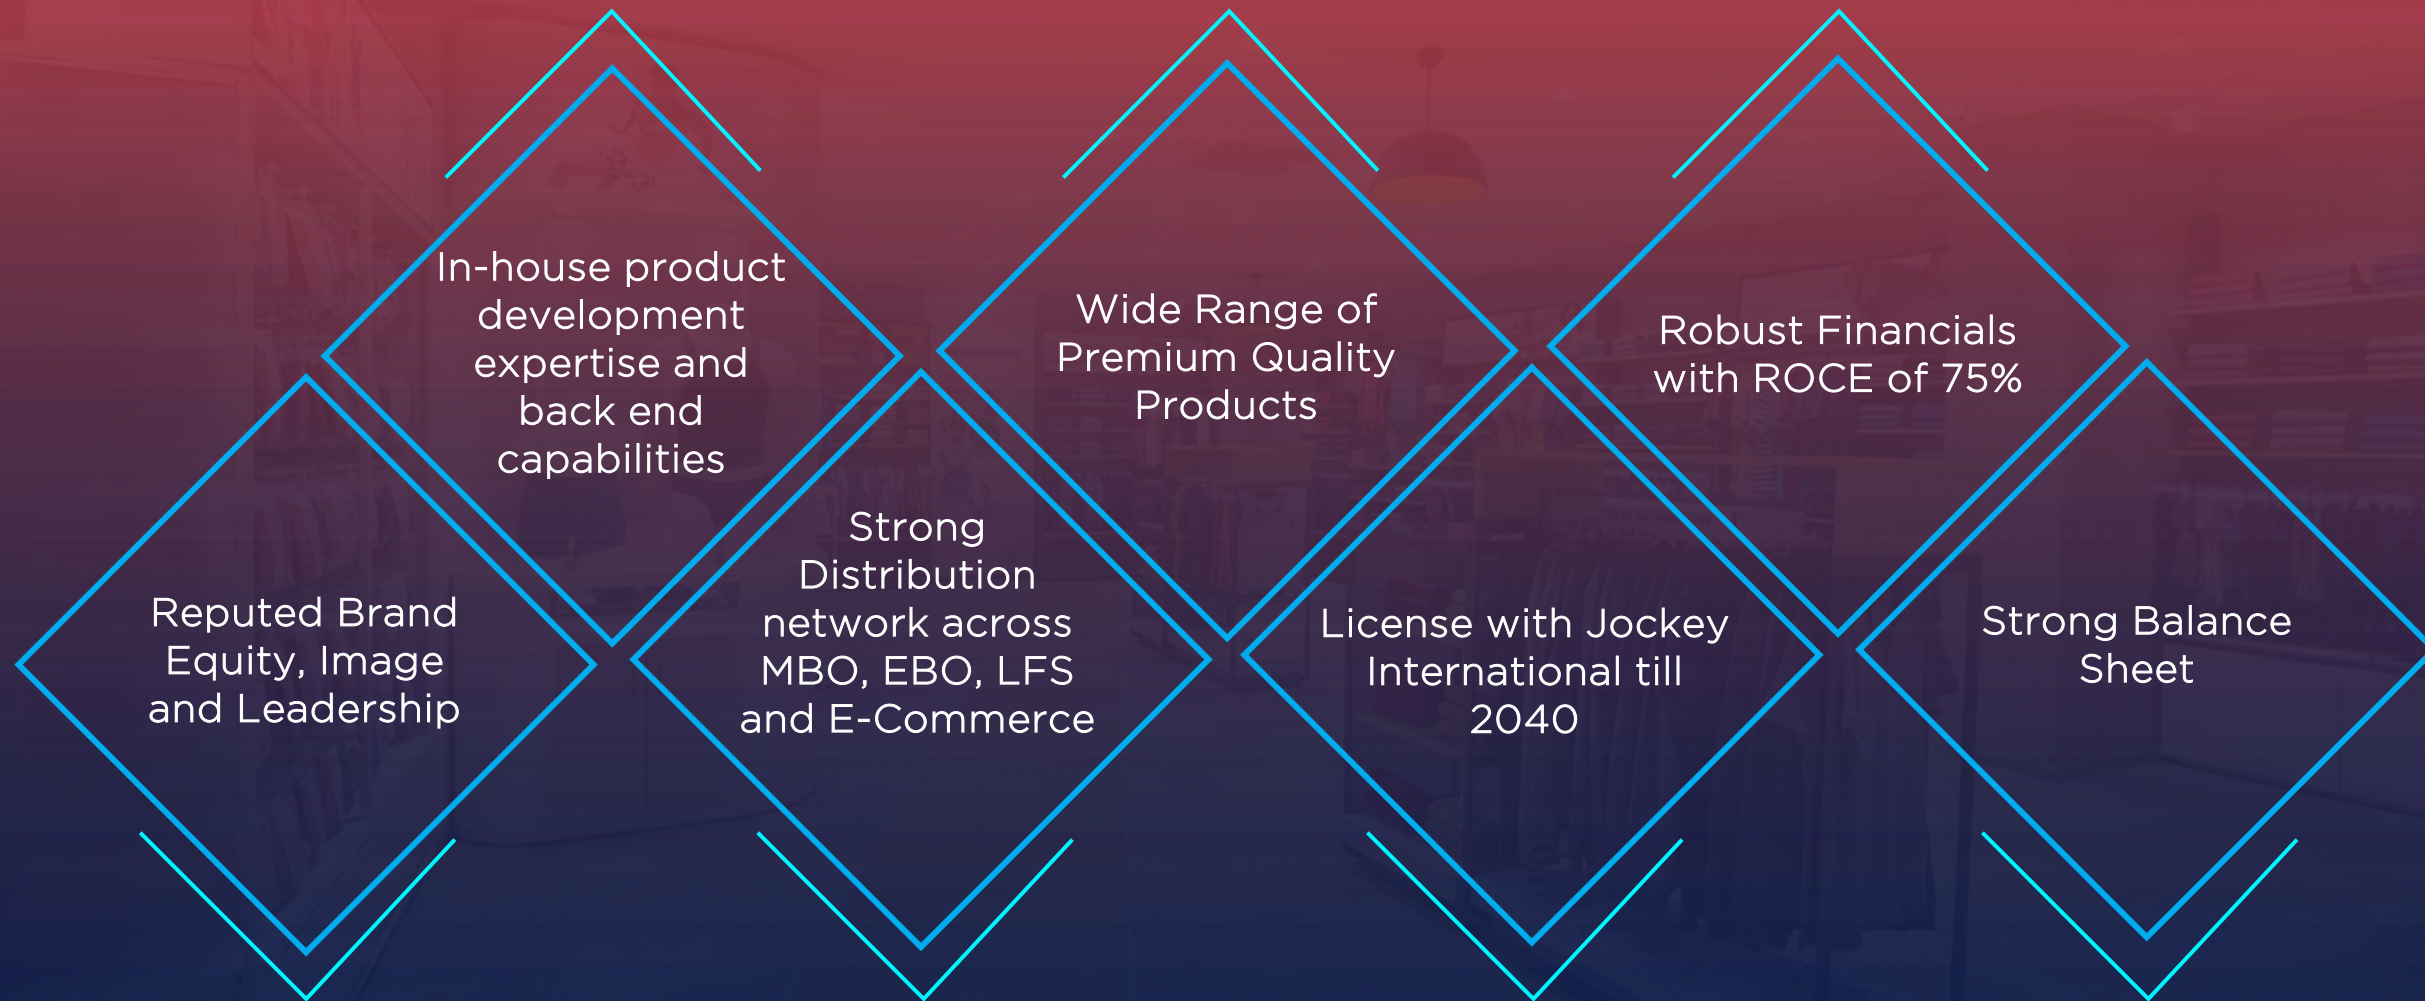 In-house product
development
expertise and
back end
capabilities
Wide Range of
Premium Quality
Products
Robust Financials
with ROCE of 75%
Reputed Brand
Equity, Image
and Leadership
Strong
Distribution
network across
MBO, EBO, LFS
and E-Commerce
License with Jockey
International till
2040
Strong Balance
Sheet